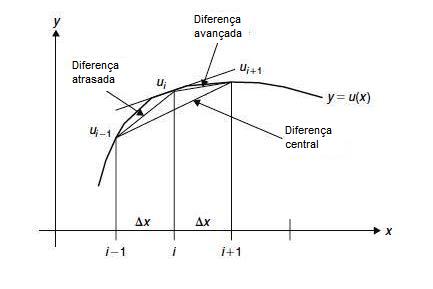 y
Diferença
avançada
Diferença
atrasada
u_i
u_{i+1}
y = u(x)
u_{i−1}
Diferença
central
Δx
Δx
x
i−1
i
i+1